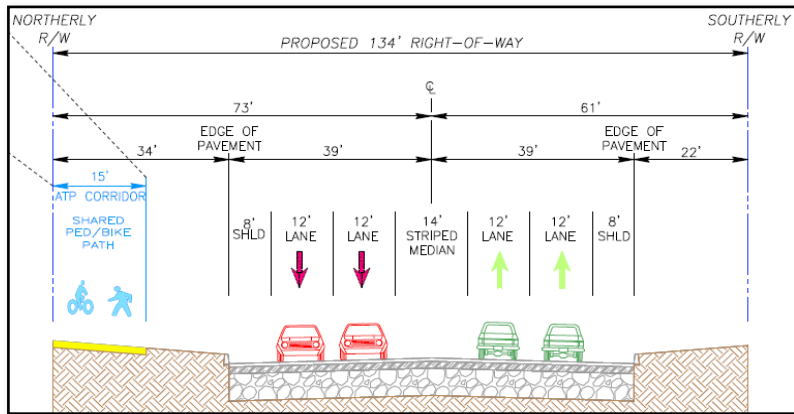 NORTHERLY
R/W
SOUTHERLY
R/W
PROPOSED 134' RIGHT-OF-WAY
℄
73'
61'
EDGE OF
PAVEMENT
EDGE OF
PAVEMENT
34'
39'
39'
22'
15'
ATP CORRIDOR
SHARED
PED/BIKE
PATH
8'
SHLD
12'
LANE
12'
LANE
14'
STRIPED
MEDIAN
12'
LANE
12'
LANE
8'
SHLD